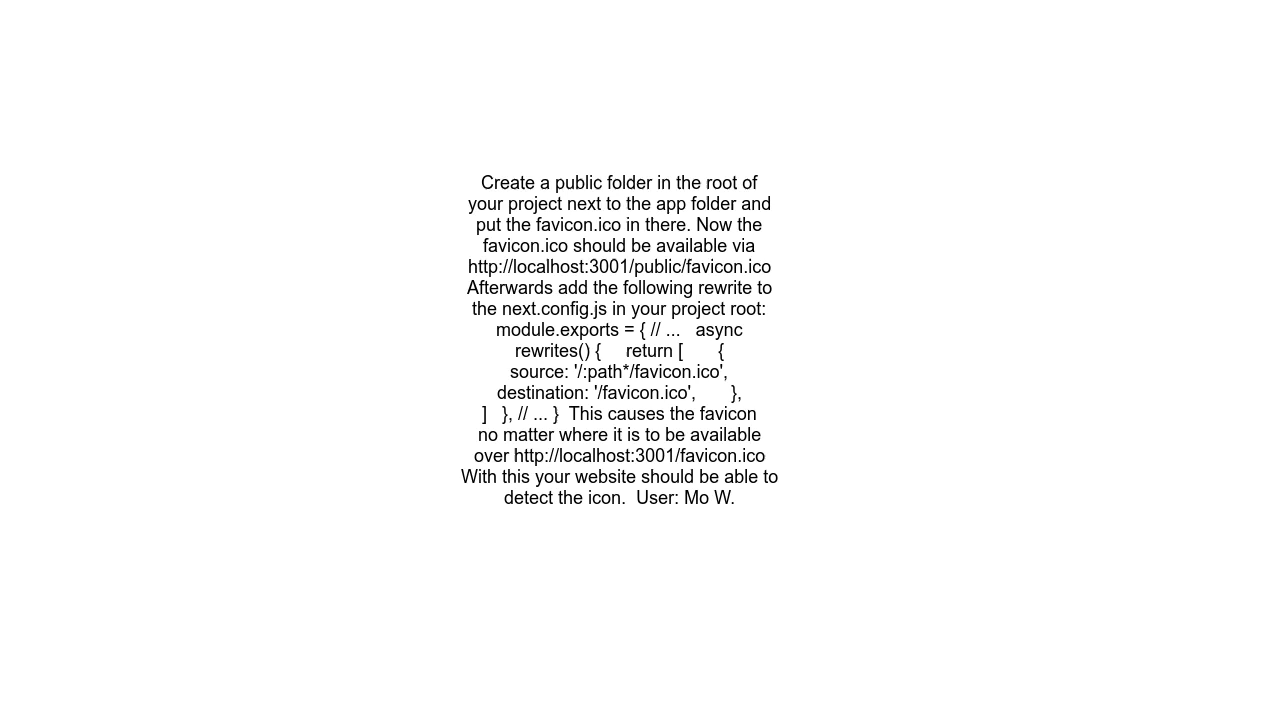 Create a public folder in the root of
your project next to the app folder and
put the favicon.ico in there. Now the
favicon.ico should be available via
http://localhost:3001/public/favicon.ico
Afterwards add the following rewrite to
the next.config.js in your project root:
module.exports = { // ...   async
rewrites() {     return [       {
source: '/:path*/favicon.ico',
destination: '/favicon.ico',       },
]   }, // ... }  This causes the favicon
no matter where it is to be available
over http://localhost:3001/favicon.ico
With this your website should be able to
detect the icon.  User: Mo W.